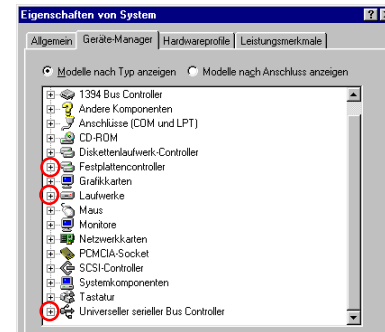 Eigenschaften von System
Allgemein Geräte-Manager Hardwareprofile Leistungsmerkmale
Modelle nach Typ anzeigen Modelle nach Anschluss anzeigen
1394 Bus Controller
Andere Komponenten
Anschlüsse (COM und LPT)
CD-ROM
Diskettenlaufwerk-Controller
Festplattencontroller
Grafikkarten
Laufwerke
Maus
Monitore
Netzwerkkarten
PCMCIA-Socket
SCSI-Controller
Systemkomponenten
Tastatur
Universeller serieller Bus Controller